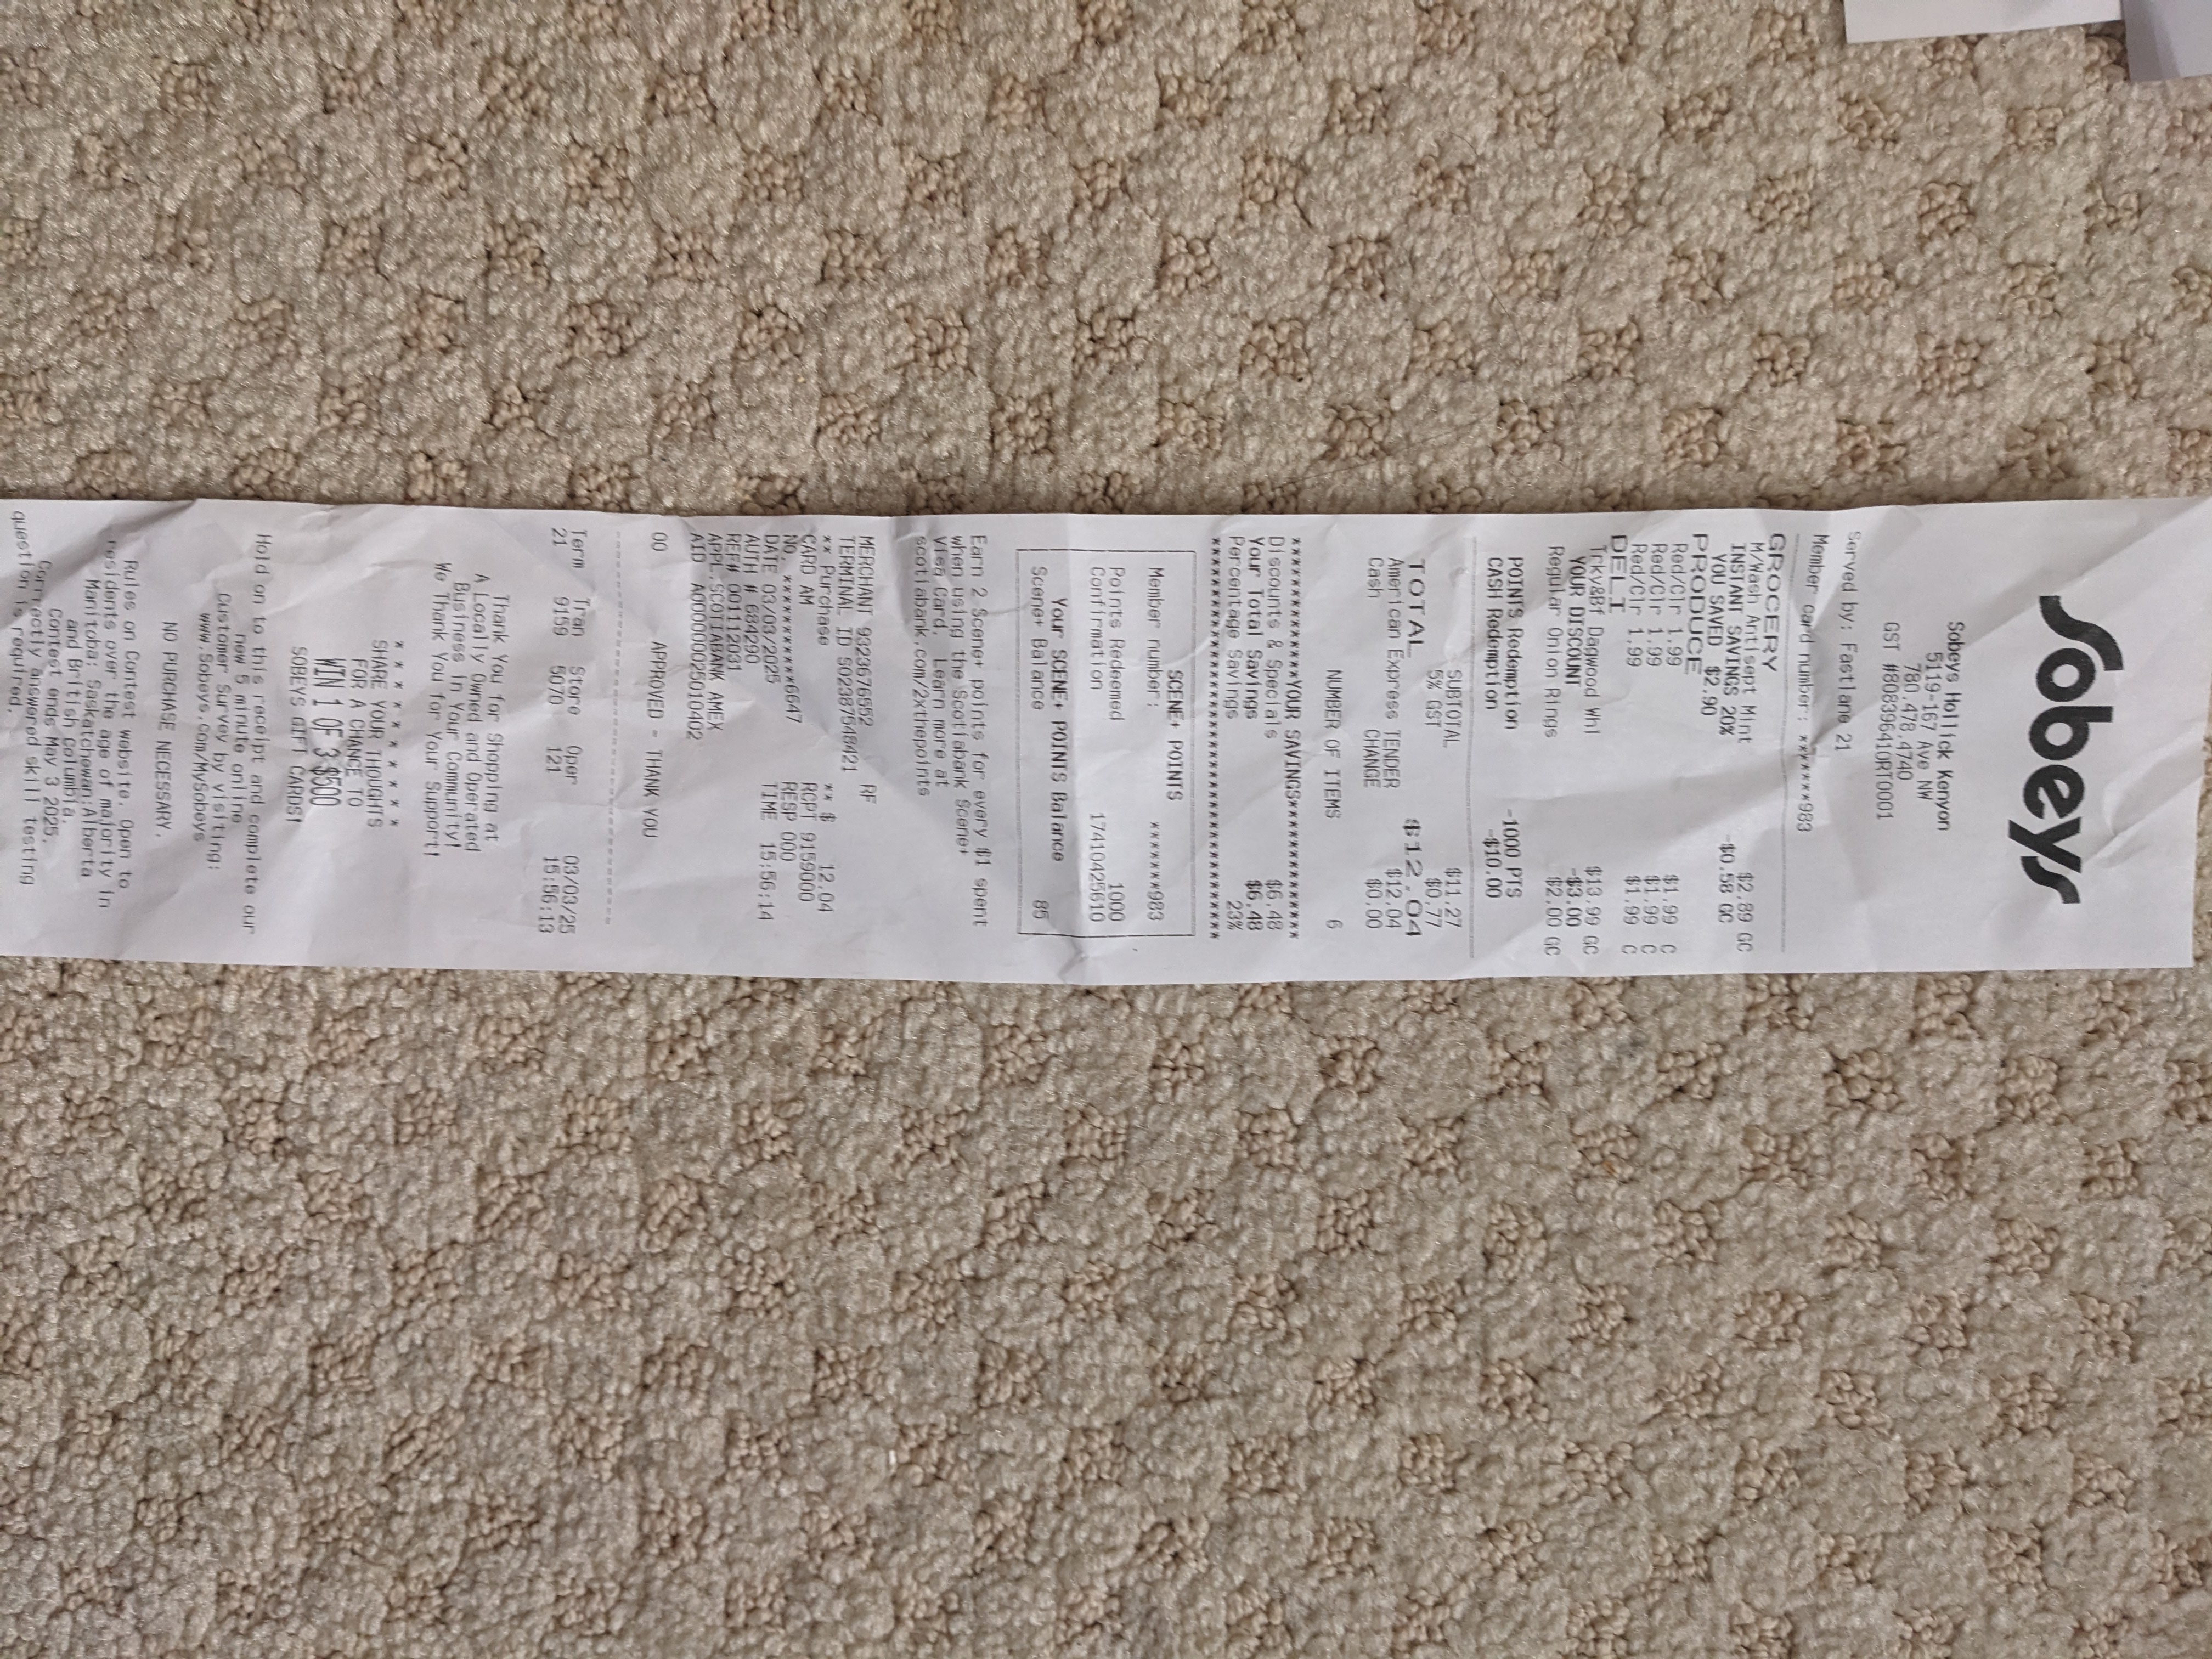 Sobeys
Sobeys Hollick Kenyon
5119-167 Ave NW
780.478.4740
GST #808396410RT0001
Served by: Fastlane 21
Member card number: *******983
GROCERY
M/Wash Antisept Mint $2.89 GC
INSTANT SAVINGS 20% -$0.58 GC
YOU SAVED $2.90
PRODUCE
Red/Clr 1.99 $1.99 C
Red/Clr 1.99 $1.99 C
Red/Clr 1.99 $1.99 C
DELI
Trky&Bf Dagwood Whl $13.99 GC
YOUR DISCOUNT -$3.00
Regular Onion Rings $2.00 GC
POINTS Redemption -1000 PTS
CASH Redemption -$10.00
SUBTOTAL $11.27
5% GST $0.77
TOTAL $12.04
American Express TENDER $12.04
Cash CHANGE $0.00
NUMBER OF ITEMS 6
**********YOUR SAVINGS**********
Discounts & Specials $6.48
Your Total Savings $6.48
Percentage Savings 23%
********************************
SCENE+ POINTS
Member number: *******983
Points Redeemed 1000
Confirmation 17410425610
Your SCENE+ POINTS Balance
Scene+ Balance 85
Earn 2 Scene+ points for every $1 spent
when using the Scotiabank Scene+
Visa Card. Learn more at
scotiabank.com/2xthepoints
MERCHANT 9323676552 RF
TERMINAL ID S02387548421
** Purchase ** $ 12.04
CARD AM RCPT 9159000
NO. ***********6647 RESP 000
DATE 03/03/2025 TIME 15:56:14
AUTH # 684290
REF# 00112031
APPL.SCOTIABANK AMEX
AID A000000025010402
00 APPROVED - THANK YOU
Term Tran Store Oper 03/03/25
21 9159 5070 121 15:56:13
Thank You for Shopping at
A Locally Owned and Operated
Business in Your Community!
We Thank You for Your Support!
* * * * * * * * * *
SHARE YOUR THOUGHTS
FOR A CHANCE TO
WIN 1 OF 3 $500
SOBEYS GIFT CARDS!
Hold on to this receipt and complete our
new 5 minute online
Customer Survey by visiting:
www.Sobeys.Com/MySobeys
NO PURCHASE NECESSARY.
Rules on Contest website. Open to
residents over the age of majority in
Manitoba; Saskatchewan;Alberta
and British Columbia.
Contest ends May 3 2025.
Correctly answered skill testing
question is required.